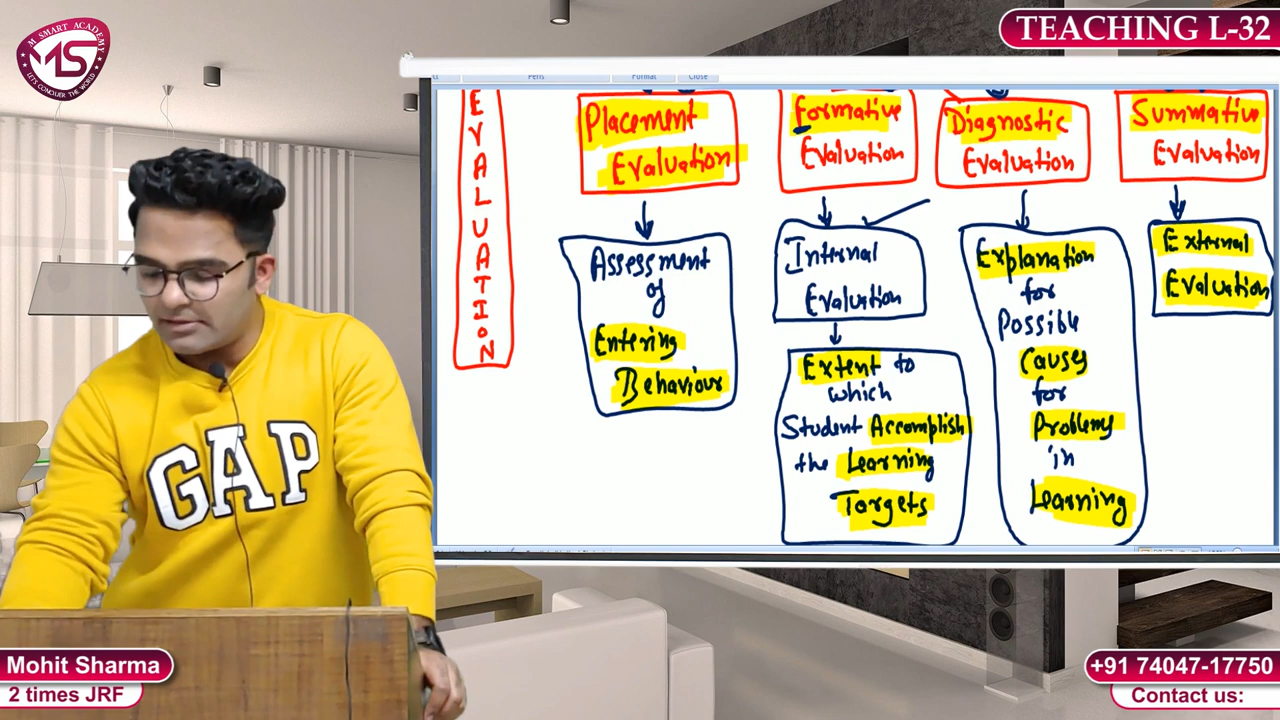 M SMART ACADEMY
MS
LET'S CONQUER THE WORLD
TEACHING L-32
Pens
Format
Close
EVALUATION
Placement
Evaluation
Assessment
of
Entering
Behaviour
Formative
Evaluation
Internal
Evaluation
Extent to
which
Student Accomplish
the Learning
Targets
Diagnostic
Evaluation
Explanation
for
Possible
Causes
for
Problems
in
Learning
Summative
Evaluation
External
Evaluation
GAP
Mohit Sharma
2 times JRF
+91 74047-17750
Contact us: